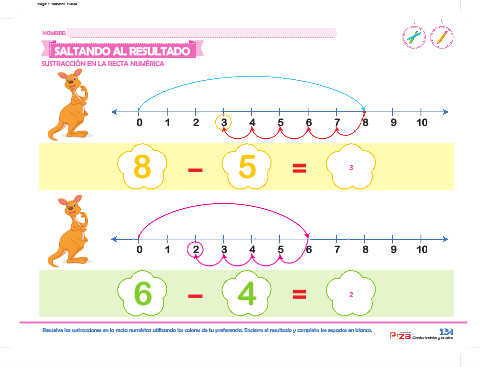 NOMBRE:
SALTANDO AL RESULTADO
SUSTRACCIÓN EN LA RECTA NUMÉRICA
0 1 2 3 4 5 6 7 8 9 10
8 - 5 = 3
0 1 2 3 4 5 6 7 8 9 10
6 - 4 = 2
Resuelve las sustracciones en la recta numérica utilizando los colores de tu preferencia. Encierra el resultado y completa los espacios en blanco.
134